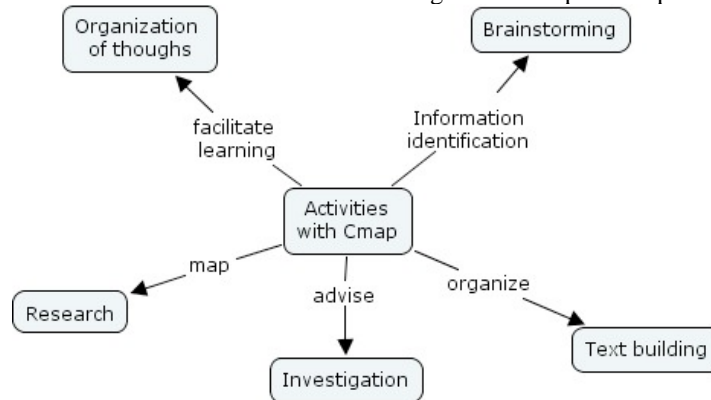 Organization
of thoughs
Brainstorming
facilitate
learning
Information
identification
Activities
with Cmap
map
advise
organize
Research
Investigation
Text building